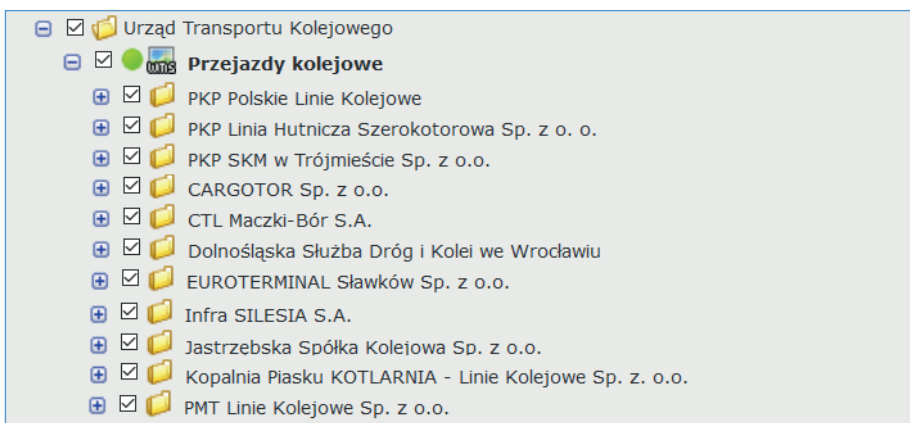 Urząd Transportu Kolejowego
wms Przejazdy kolejowe
PKP Polskie Linie Kolejowe
PKP Linia Hutnicza Szerokotorowa Sp. z o. o.
PKP SKM w Trójmieście Sp. z o.o.
CARGOTOR Sp. z o.o.
CTL Maczki-Bór S.A.
Dolnośląska Służba Dróg i Kolei we Wrocławiu
EUROTERMINAL Sławków Sp. z o.o.
Infra SILESIA S.A.
Jastrzębska Spółka Kolejowa Sp. z o.o.
Kopalnia Piasku KOTLARNIA - Linie Kolejowe Sp. z. o.o.
PMT Linie Kolejowe Sp. z o.o.